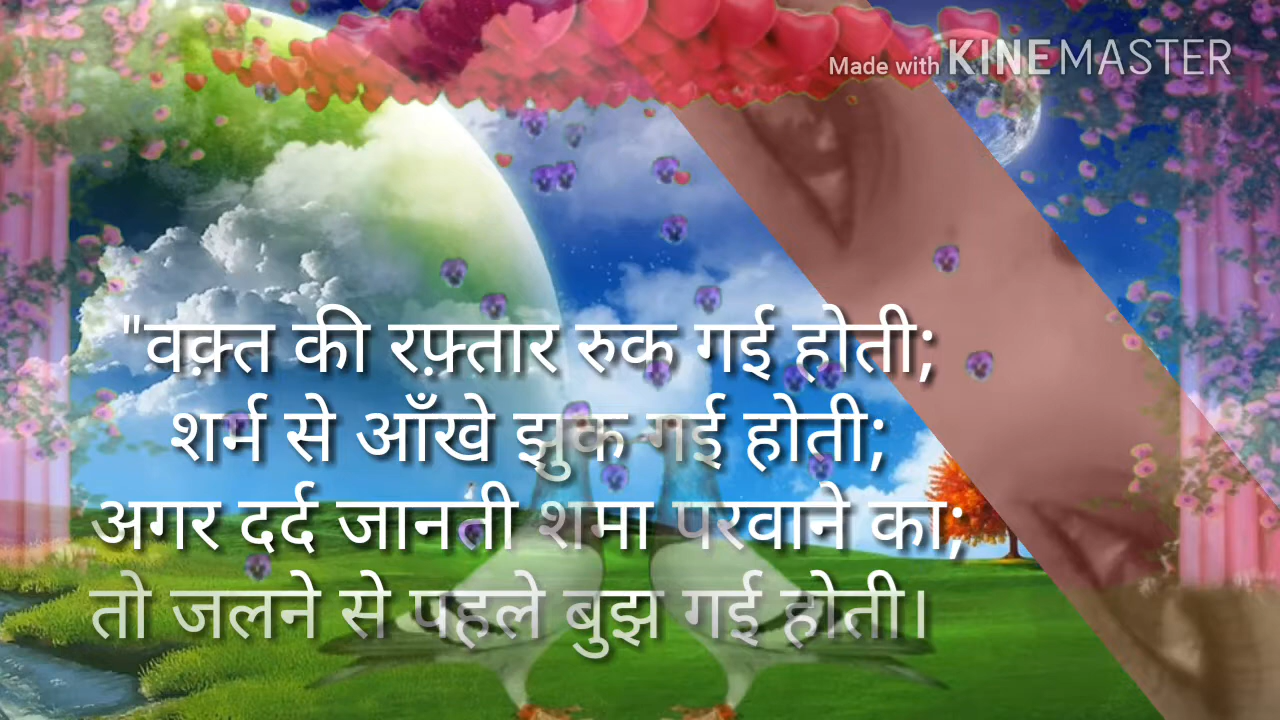 Made with KINEMASTER
"वक़्त की रफ़्तार रुक गई होती;
शर्म से आँखे झुक गई होती;
अगर दर्द जानती शमा परवाने का;
तो जलने से पहले बुझ गई होती।